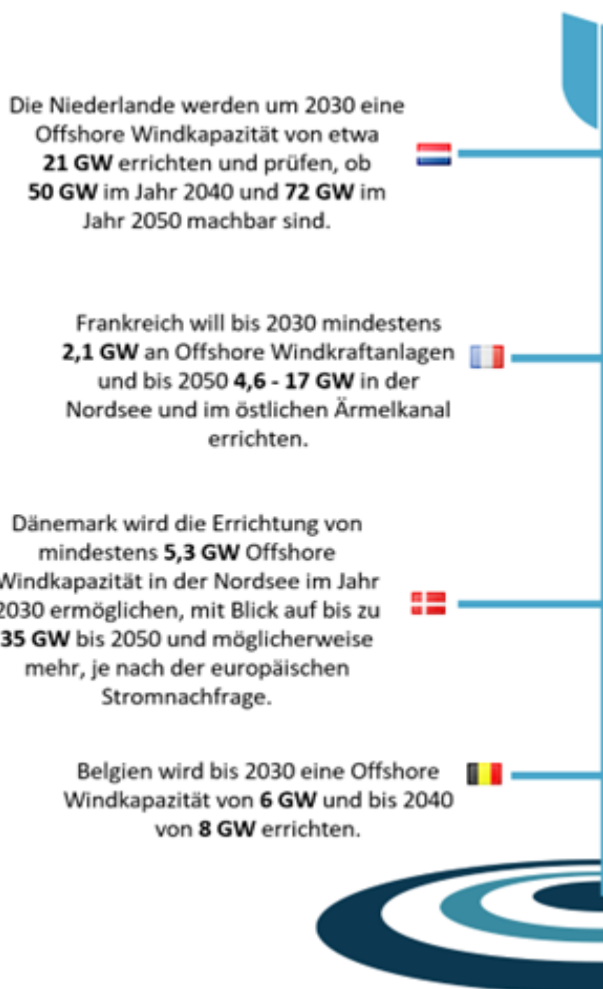 Die Niederlande werden um 2030 eine
Offshore Windkapazität von etwa
21 GW errichten und prüfen, ob
50 GW im Jahr 2040 und 72 GW im
Jahr 2050 machbar sind.
Frankreich will bis 2030 mindestens
2,1 GW an Offshore Windkraftanlagen
und bis 2050 4,6 - 17 GW in der
Nordsee und im östlichen Ärmelkanal
errichten.
Dänemark wird die Errichtung von
mindestens 5,3 GW Offshore
Windkapazität in der Nordsee im Jahr
2030 ermöglichen, mit Blick auf bis zu
35 GW bis 2050 und möglicherweise
mehr, je nach der europäischen
Stromnachfrage.
Belgien wird bis 2030 eine Offshore
Windkapazität von 6 GW und bis 2040
von 8 GW errichten.